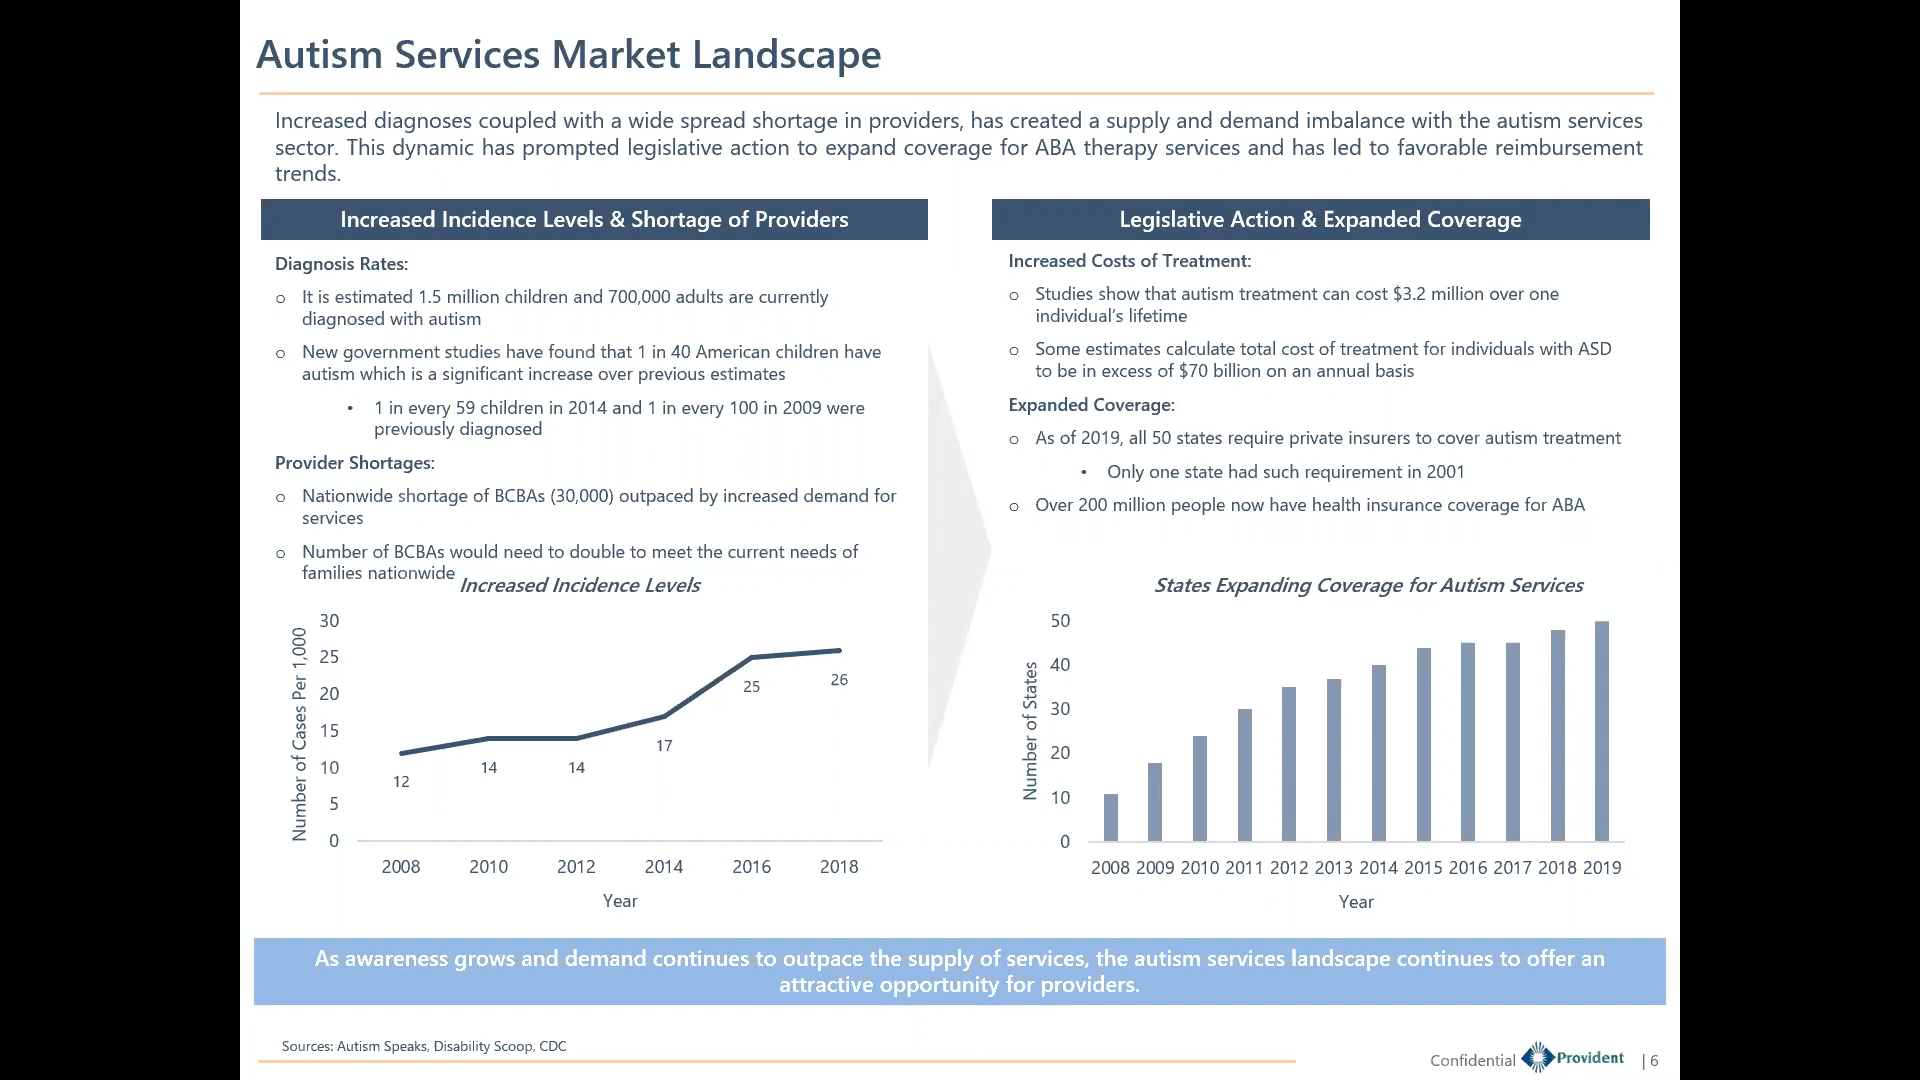 Autism Services Market Landscape
Increased diagnoses coupled with a wide spread shortage in providers, has created a supply and demand imbalance with the autism services
sector. This dynamic has prompted legislative action to expand coverage for ABA therapy services and has led to favorable reimbursement
trends.
Increased Incidence Levels & Shortage of Providers
Diagnosis Rates:
o It is estimated 1.5 million children and 700,000 adults are currently
diagnosed with autism
o New government studies have found that 1 in 40 American children have
autism which is a significant increase over previous estimates
• 1 in every 59 children in 2014 and 1 in every 100 in 2009 were
previously diagnosed
Provider Shortages:
o Nationwide shortage of BCBAs (30,000) outpaced by increased demand for
services
o Number of BCBAs would need to double to meet the current needs of
families nationwide
Increased Incidence Levels
Number of Cases Per 1,000
30
25
20
15
10
5
0
12
14
14
17
25
26
2008 2010 2012 2014 2016 2018
Year
Legislative Action & Expanded Coverage
Increased Costs of Treatment:
o Studies show that autism treatment can cost $3.2 million over one
individual's lifetime
o Some estimates calculate total cost of treatment for individuals with ASD
to be in excess of $70 billion on an annual basis
Expanded Coverage:
o As of 2019, all 50 states require private insurers to cover autism treatment
• Only one state had such requirement in 2001
o Over 200 million people now have health insurance coverage for ABA
States Expanding Coverage for Autism Services
Number of States
50
40
30
20
10
0
2008 2009 2010 2011 2012 2013 2014 2015 2016 2017 2018 2019
Year
As awareness grows and demand continues to outpace the supply of services, the autism services landscape continues to offer an
attractive opportunity for providers.
Sources: Autism Speaks, Disability Scoop, CDC
Confidential Provident | 6